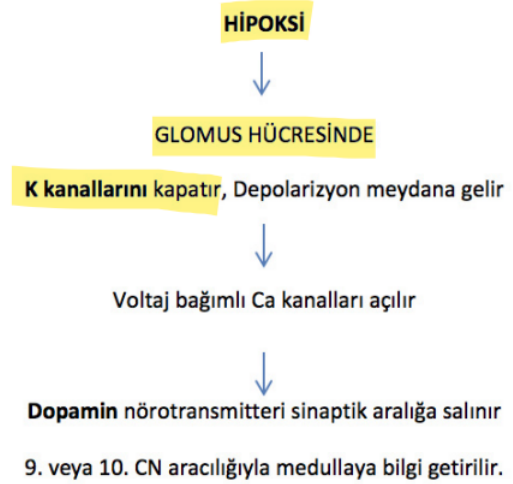 HİPOKSİ
GLOMUS HÜCRESİNDE
K kanallarını kapatır, Depolarizyon meydana gelir
Voltaj bağımlı Ca kanalları açılır
Dopamin nörotransmitteri sinaptik aralığa salınır
9. veya 10. CN aracılığıyla medullaya bilgi getirilir.